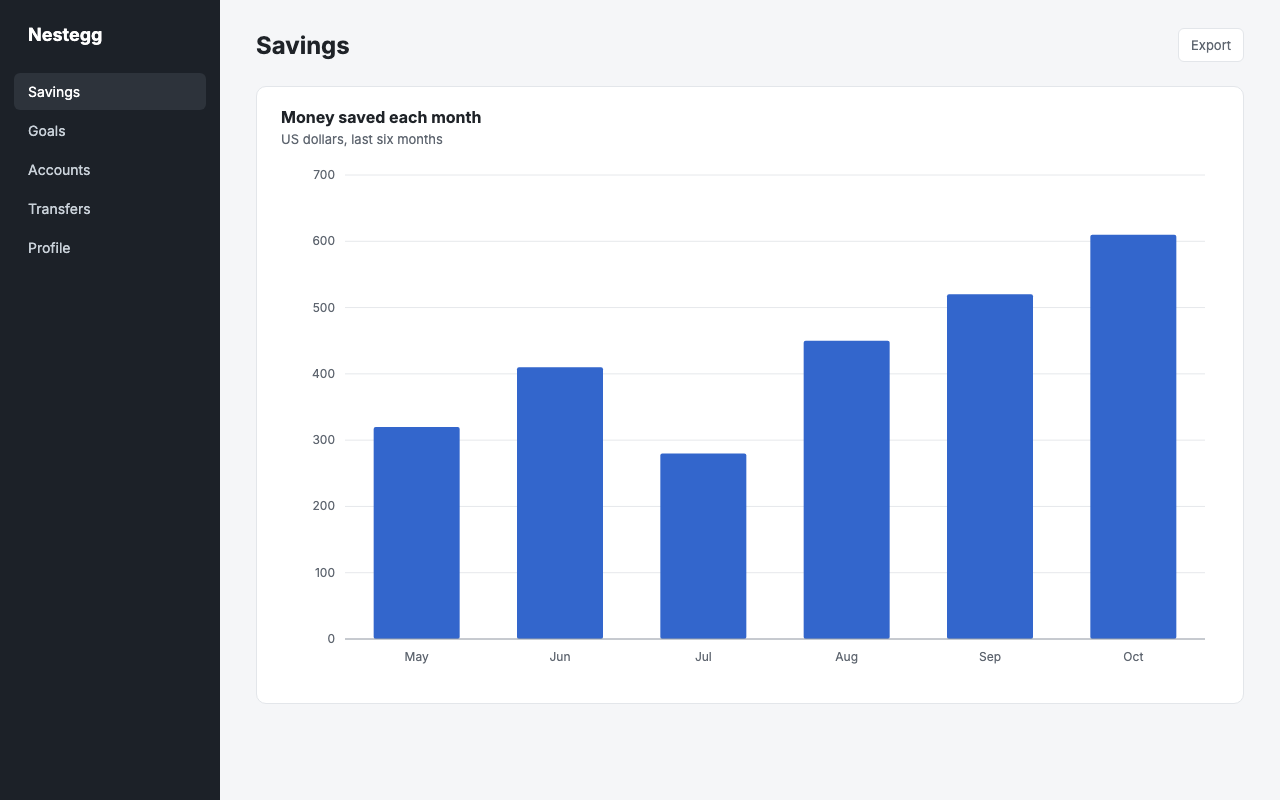 Nestegg
Savings
Goals
Accounts
Transfers
Profile
Savings
Export
Money saved each month
US dollars, last six months
700
600
500
400
300
200
100
0
May Jun Jul Aug Sep Oct